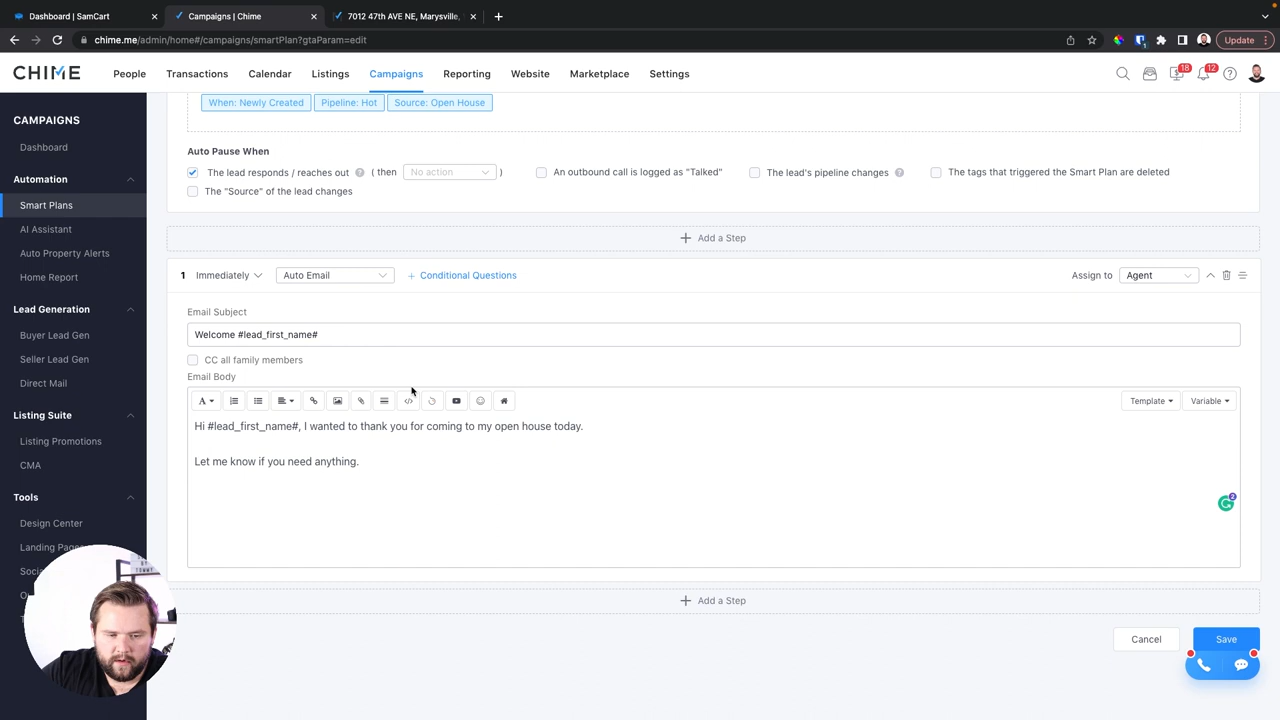 Dashboard | SamCart
Campaigns | Chime
7012 47th AVE NE, Marysville,
chime.me/admin/home#/campaigns/smartPlan?gtaParam=edit
Update
CHIME
People
Transactions
Calendar
Listings
Campaigns
Reporting
Website
Marketplace
Settings
18
12
CAMPAIGNS
Dashboard
Automation
Smart Plans
AI Assistant
Auto Property Alerts
Home Report
Lead Generation
Buyer Lead Gen
Seller Lead Gen
Direct Mail
Listing Suite
Listing Promotions
CMA
Tools
Design Center
Landing Pages
When: Newly Created
Pipeline: Hot
Source: Open House
Auto Pause When
The lead responds / reaches out ( then No action )
An outbound call is logged as "Talked"
The lead's pipeline changes
The tags that triggered the Smart Plan are deleted
The "Source" of the lead changes
Add a Step
1 Immediately
Auto Email
Conditional Questions
Assign to
Agent
Email Subject
Welcome #lead_first_name#
CC all family members
Email Body
A
Template
Variable
Hi #lead_first_name#, I wanted to thank you for coming to my open house today.
Let me know if you need anything.
2
Add a Step
Cancel
Save